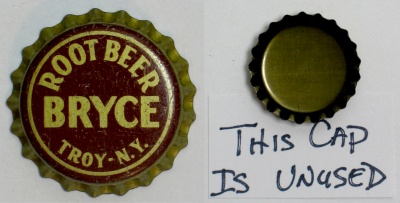 ROOT BEER
BRYCE
TROY-N.Y.
THIS CAP
IS UNUSED